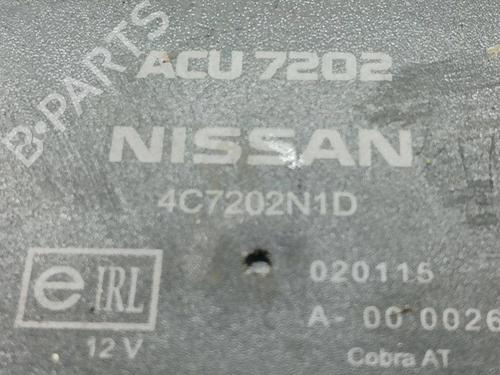 B-PARTS
ACU 7202
NISSAN
4C7202N1D
e IRL
020115
A- 00 0026
12 V
Cobra AT